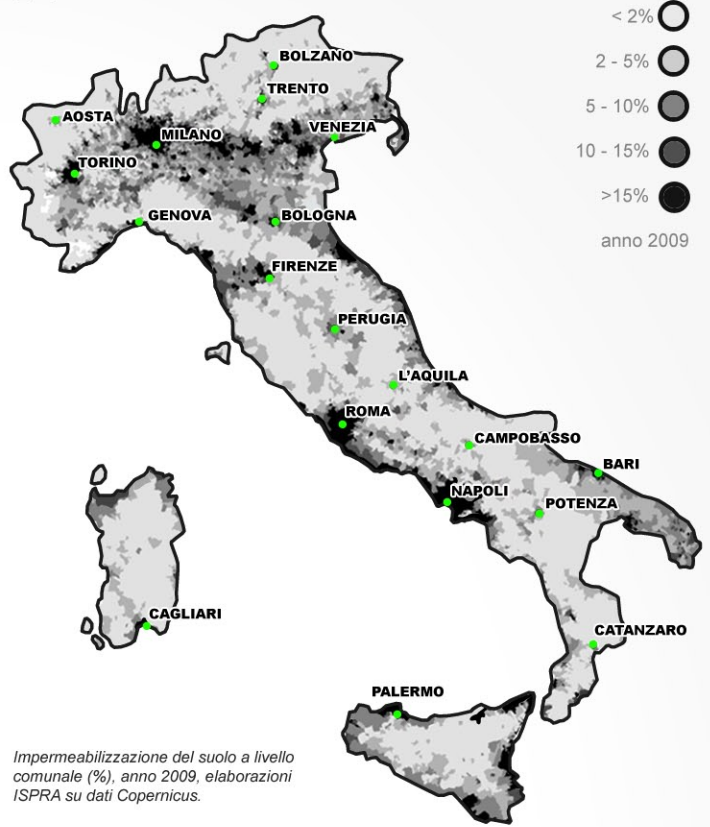 < 2%
2 - 5%
5 - 10%
10 - 15%
>15%
anno 2009
BOLZANO
TRENTO
AOSTA
MILANO
VENEZIA
TORINO
GENOVA
BOLOGNA
FIRENZE
PERUGIA
L'AQUILA
ROMA
CAMPOBASSO
BARI
NAPOLI
POTENZA
CAGLIARI
CATANZARO
PALERMO
Impermeabilizzazione del suolo a livello
comunale (%), anno 2009, elaborazioni
ISPRA su dati Copernicus.